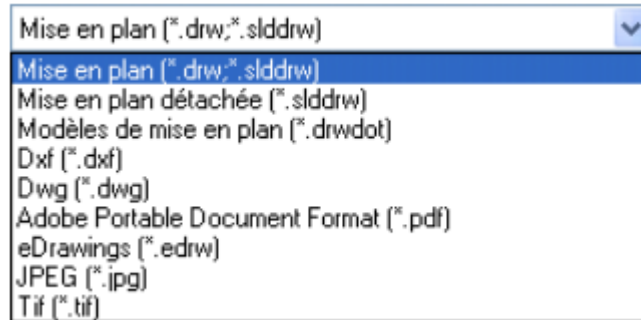 Mise en plan (*.drw;*.slddrw)
Mise en plan (*.drw;*.slddrw)
Mise en plan détachée (*.slddrw)
Modèles de mise en plan (*.drwdot)
Dxf (*.dxf)
Dwg (*.dwg)
Adobe Portable Document Format (*.pdf)
eDrawings (*.edrw)
JPEG (*.jpg)
Tif (*.tif)